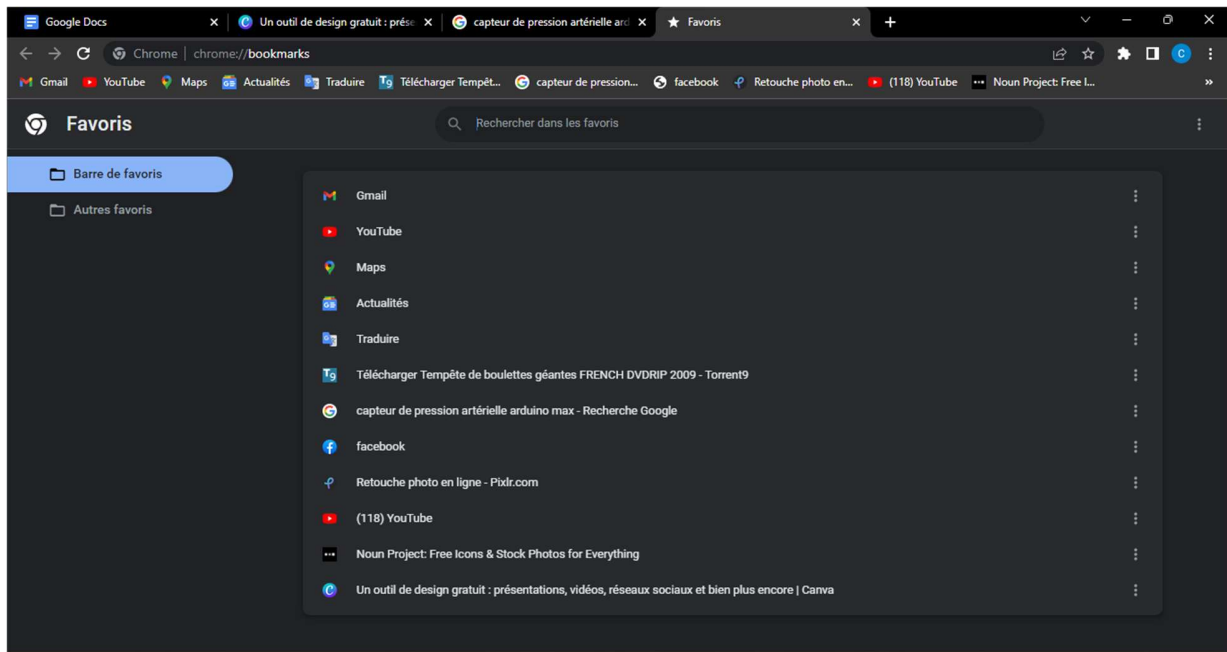 Google Docs
Un outil de design gratuit : prése
capteur de pression artérielle ard
Favoris
Chrome | chrome://bookmarks
C
Gmail YouTube Maps Actualités Traduire Télécharger Tempêt... capteur de pression... facebook Retouche photo en... (118) YouTube Noun Project: Free I... »
Favoris
Rechercher dans les favoris
Barre de favoris
Autres favoris
Gmail
YouTube
Maps
Actualités
Traduire
Télécharger Tempête de boulettes géantes FRENCH DVDRIP 2009 - Torrent9
capteur de pression artérielle arduino max - Recherche Google
facebook
Retouche photo en ligne - Pixlr.com
(118) YouTube
Noun Project: Free Icons & Stock Photos for Everything
Un outil de design gratuit : présentations, vidéos, réseaux sociaux et bien plus encore | Canva